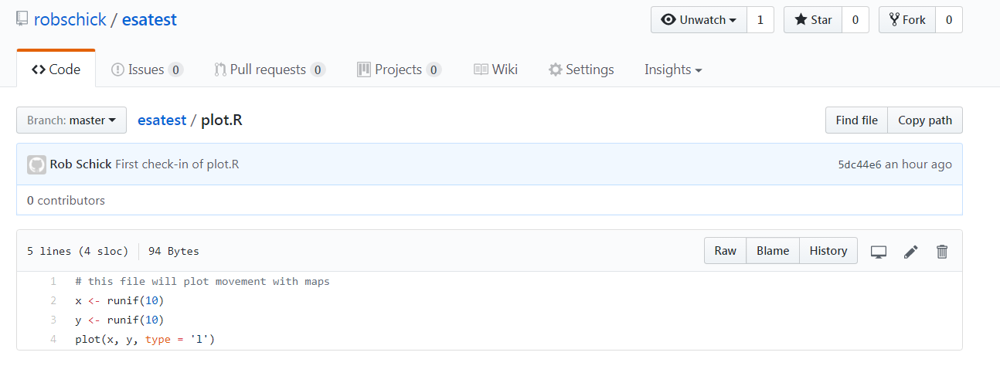 robschick / esatest Unwatch 1 Star 0 Fork 0
Code Issues 0 Pull requests 0 Projects 0 Wiki Settings Insights
Branch: master esatest / plot.R Find file Copy path
Rob Schick First check-in of plot.R 5dc44e6 an hour ago
0 contributors
5 lines (4 sloc) 94 Bytes Raw Blame History
1 # this file will plot movement with maps
2 x <- runif(10)
3 y <- runif(10)
4 plot(x, y, type = 'l')